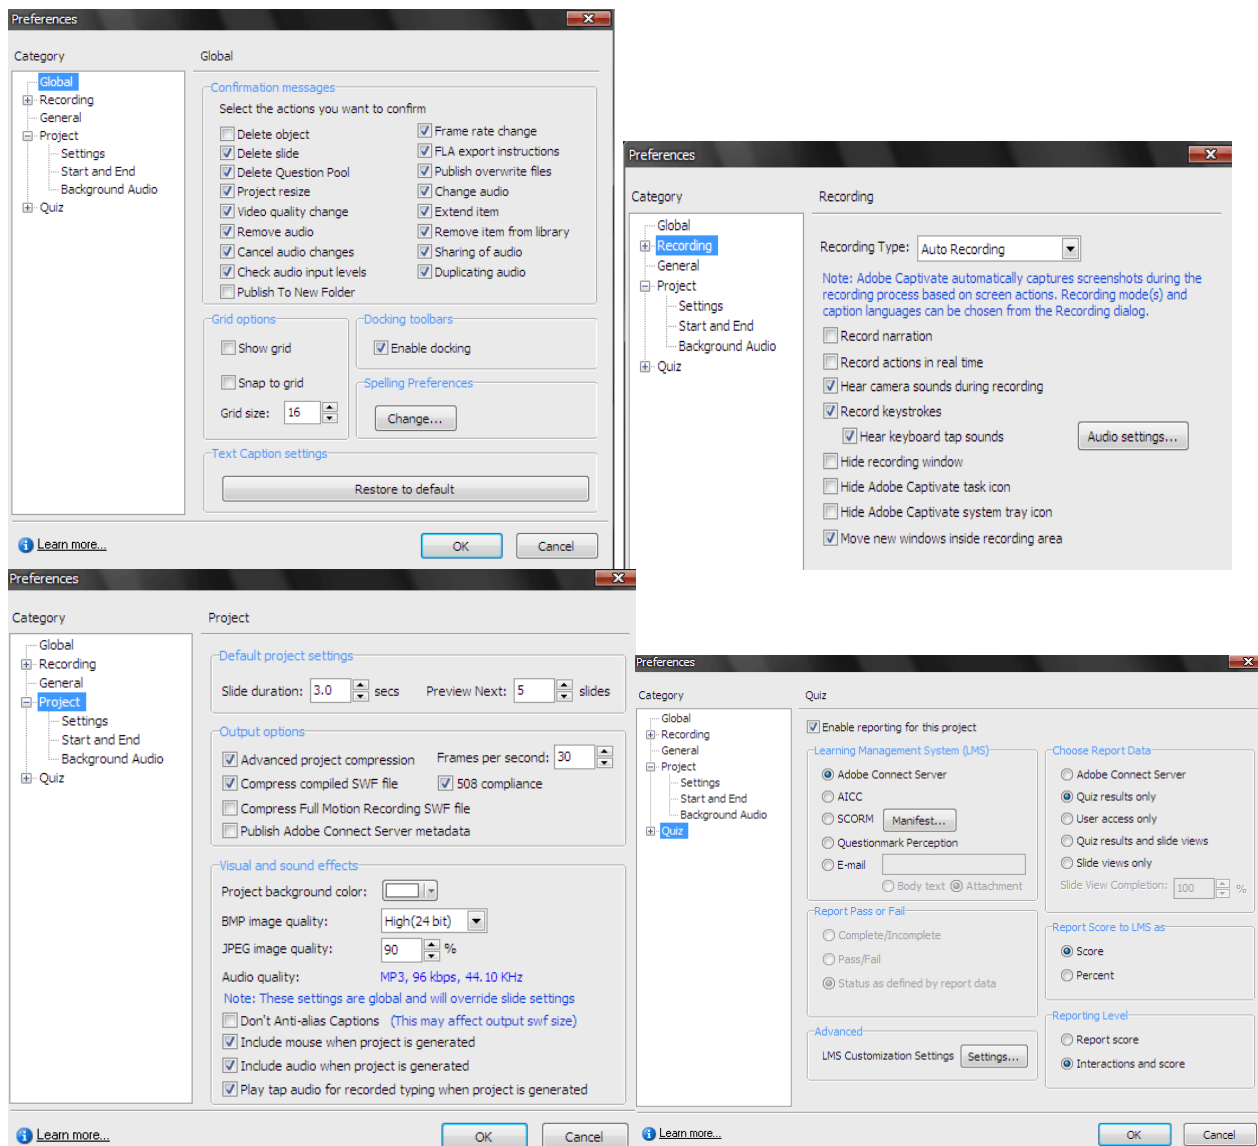 Preferences
Category
Global
Global
Recording
General
Project
Settings
Start and End
Background Audio
Quiz
Confirmation messages
Select the actions you want to confirm
Delete object
Delete slide
Delete Question Pool
Project resize
Video quality change
Remove audio
Cancel audio changes
Check audio input levels
Publish To New Folder
Frame rate change
FLA export instructions
Publish overwrite files
Change audio
Extend item
Remove item from library
Sharing of audio
Duplicating audio
Grid options
Show grid
Snap to grid
Grid size: 16
Docking toolbars
Enable docking
Spelling Preferences
Change...
Text Caption settings
Restore to default
Learn more...
OK
Cancel
Preferences
Category
Recording
Global
Recording
General
Project
Settings
Start and End
Background Audio
Quiz
Recording Type: Auto Recording
Note: Adobe Captivate automatically captures screenshots during the
recording process based on screen actions. Recording mode(s) and
caption languages can be chosen from the Recording dialog.
Record narration
Record actions in real time
Hear camera sounds during recording
Record keystrokes
Hear keyboard tap sounds
Audio settings...
Hide recording window
Hide Adobe Captivate task icon
Hide Adobe Captivate system tray icon
Move new windows inside recording area
Preferences
Category
Project
Global
Recording
General
Project
Settings
Start and End
Background Audio
Quiz
Default project settings
Slide duration: 3.0 secs Preview Next: 5 slides
Output options
Advanced project compression Frames per second: 30
Compress compiled SWF file 508 compliance
Compress Full Motion Recording SWF file
Publish Adobe Connect Server metadata
Visual and sound effects
Project background color:
BMP image quality: High(24 bit)
JPEG image quality: 90 %
Audio quality: MP3, 96 kbps, 44.10 KHz
Note: These settings are global and will override slide settings
Don't Anti-alias Captions (This may affect output swf size)
Include mouse when project is generated
Include audio when project is generated
Play tap audio for recorded typing when project is generated
Learn more...
OK
Cancel
Preferences
Category
Quiz
Global
Recording
General
Project
Settings
Start and End
Background Audio
Quiz
Enable reporting for this project
Learning Management System (LMS)
Adobe Connect Server
AICC
SCORM Manifest...
Questionmark Perception
E-mail
Body text Attachment
Choose Report Data
Adobe Connect Server
Quiz results only
User access only
Quiz results and slide views
Slide views only
Slide View Completion: 100 %
Report Pass or Fail
Complete/Incomplete
Pass/Fail
Status as defined by report data
Report Score to LMS as
Score
Percent
Advanced
LMS Customization Settings Settings...
Reporting Level
Report score
Interactions and score
Learn more...
OK
Cancel